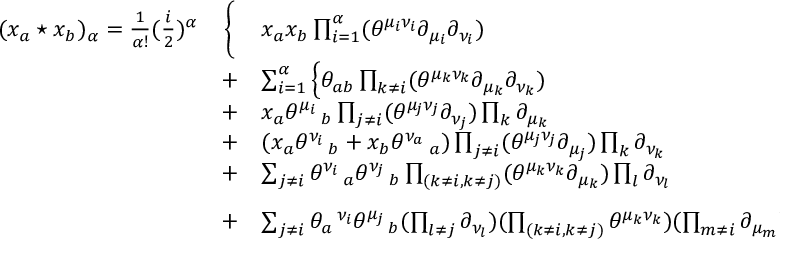 (x_a ⋆ x_b)_α = \frac{1}{α!}(\frac{i}{2})^α { x_a x_b ∏_{i=1}^{α}(θ^{μ_i ν_i} ∂_{μ_i} ∂_{ν_i})
+ ∑_{i=1}^{α} { θ_{ab} ∏_{k≠i}(θ^{μ_k ν_k} ∂_{μ_k} ∂_{ν_k})
+ x_a θ^{μ_i}{}_b ∏_{j≠i}(θ^{μ_j ν_j} ∂_{ν_j}) ∏_k ∂_{μ_k}
+ (x_a θ^{ν_i}{}_b + x_b θ^{ν_a}{}_a) ∏_{j≠i}(θ^{μ_j ν_j} ∂_{μ_j}) ∏_k ∂_{ν_k}
+ ∑_{j≠i} θ^{ν_i}{}_a θ^{ν_j}{}_b ∏_{(k≠i,k≠j)}(θ^{μ_k ν_k} ∂_{μ_k}) ∏_l ∂_{ν_l}
+ ∑_{j≠i} θ_a{}^{ν_i} θ^{μ_j}{}_b (∏_{l≠j} ∂_{ν_l})(∏_{(k≠i,k≠j)} θ^{μ_k ν_k})(∏_{m≠i} ∂_{μ_m}